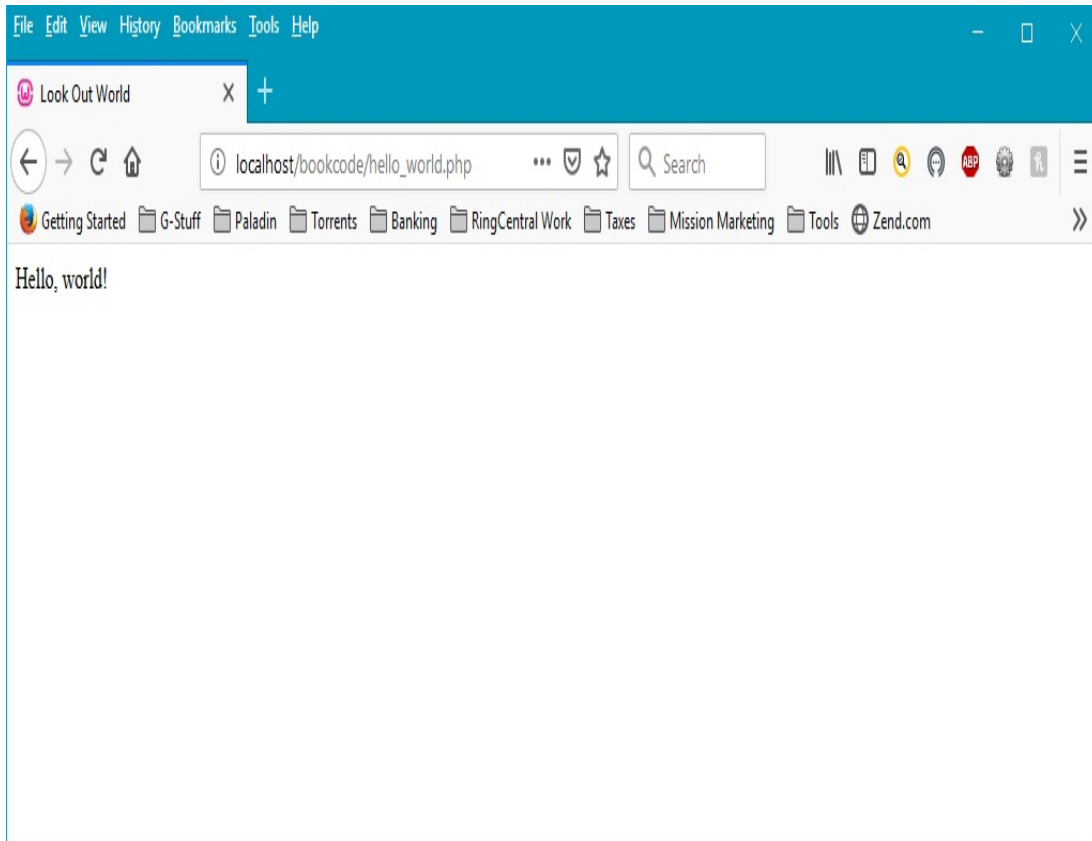 File Edit View History Bookmarks Tools Help
Look Out World
localhost/bookcode/hello_world.php
Search
ABP
Getting Started G-Stuff Paladin Torrents Banking RingCentral Work Taxes Mission Marketing Tools Zend.com
Hello, world!